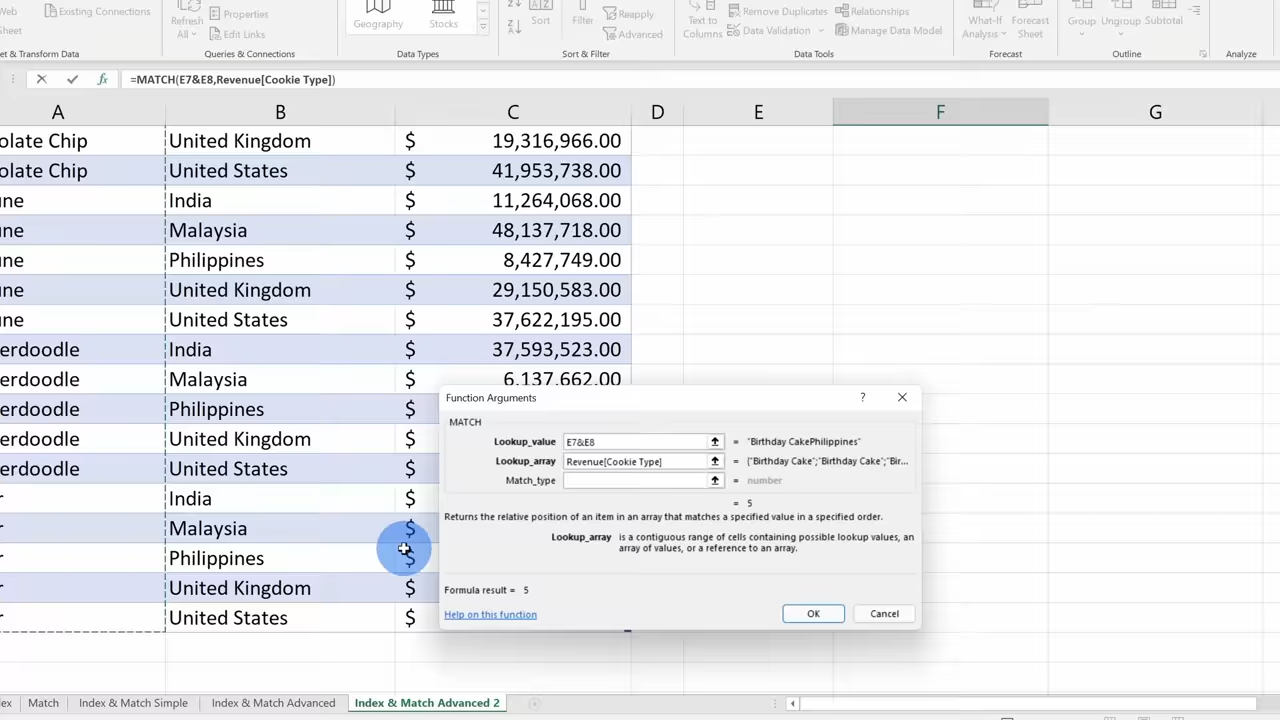 Web
Existing Connections
Refresh
All
Properties
Edit Links
Geography
Stocks
Sort
Filter
Reapply
Advanced
Text to
Columns
Remove Duplicates
Data Validation
Relationships
Manage Data Model
What-If
Analysis
Forecast
Sheet
Group
Ungroup
Subtotal
Sheet
et & Transform Data
Queries & Connections
Data Types
Sort & Filter
Data Tools
Forecast
Outline
Analyze
fx =MATCH(E7&E8,Revenue[Cookie Type])
A B C D E F G
olate Chip United Kingdom $ 19,316,966.00
olate Chip United States $ 41,953,738.00
une India $ 11,264,068.00
une Malaysia $ 48,137,718.00
une Philippines $ 8,427,749.00
une United Kingdom $ 29,150,583.00
une United States $ 37,622,195.00
erdoodle India $ 37,593,523.00
erdoodle Malaysia $ 6,137,662.00
erdoodle Philippines $
erdoodle United Kingdom $
erdoodle United States $
r India $
r Malaysia $
r Philippines $
r United Kingdom $
r United States $
Function Arguments ?
MATCH
Lookup_value E7&E8 = "Birthday CakePhilippines"
Lookup_array Revenue[Cookie Type] = {"Birthday Cake";"Birthday Cake";"Bir...
Match_type = number
= 5
Returns the relative position of an item in an array that matches a specified value in a specified order.
Lookup_array is a contiguous range of cells containing possible lookup values, an
array of values, or a reference to an array.
Formula result = 5
Help on this function
OK Cancel
ex Match Index & Match Simple Index & Match Advanced Index & Match Advanced 2